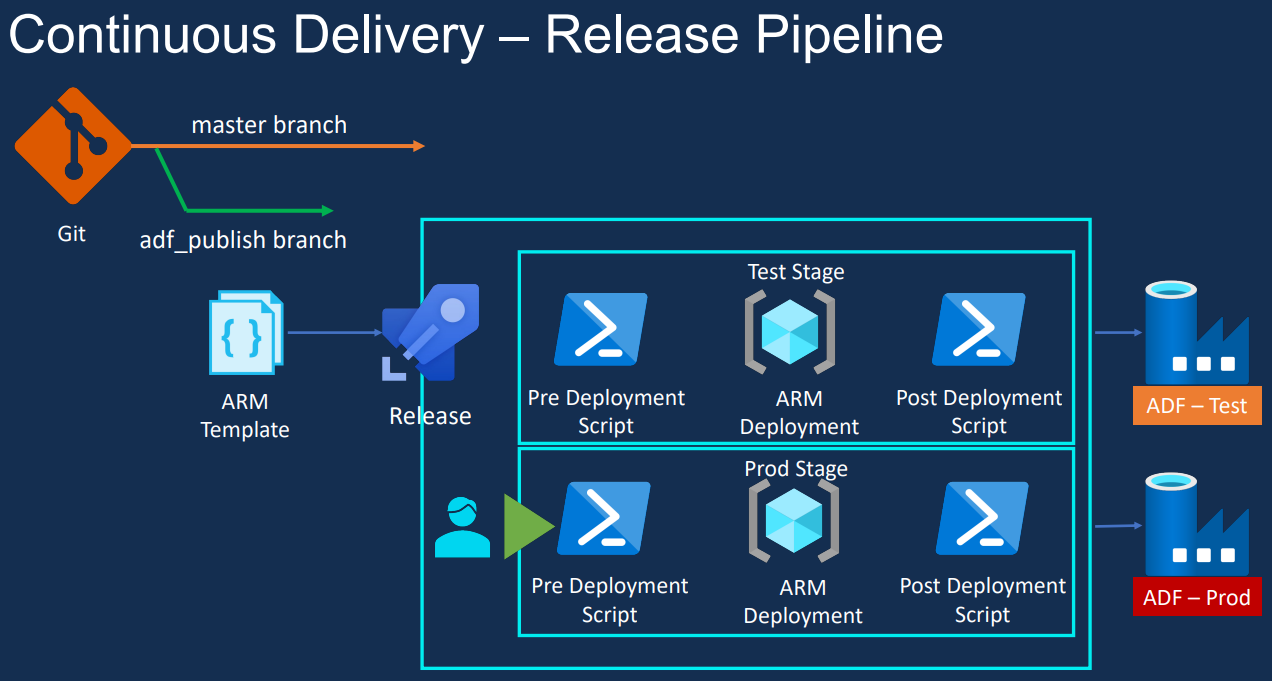 Continuous Delivery – Release Pipeline
master branch
Git
adf_publish branch
ARM
Template
Release
Test Stage
Pre Deployment
Script
ARM
Deployment
Post Deployment
Script
ADF – Test
Prod Stage
Pre Deployment
Script
ARM
Deployment
Post Deployment
Script
ADF – Prod